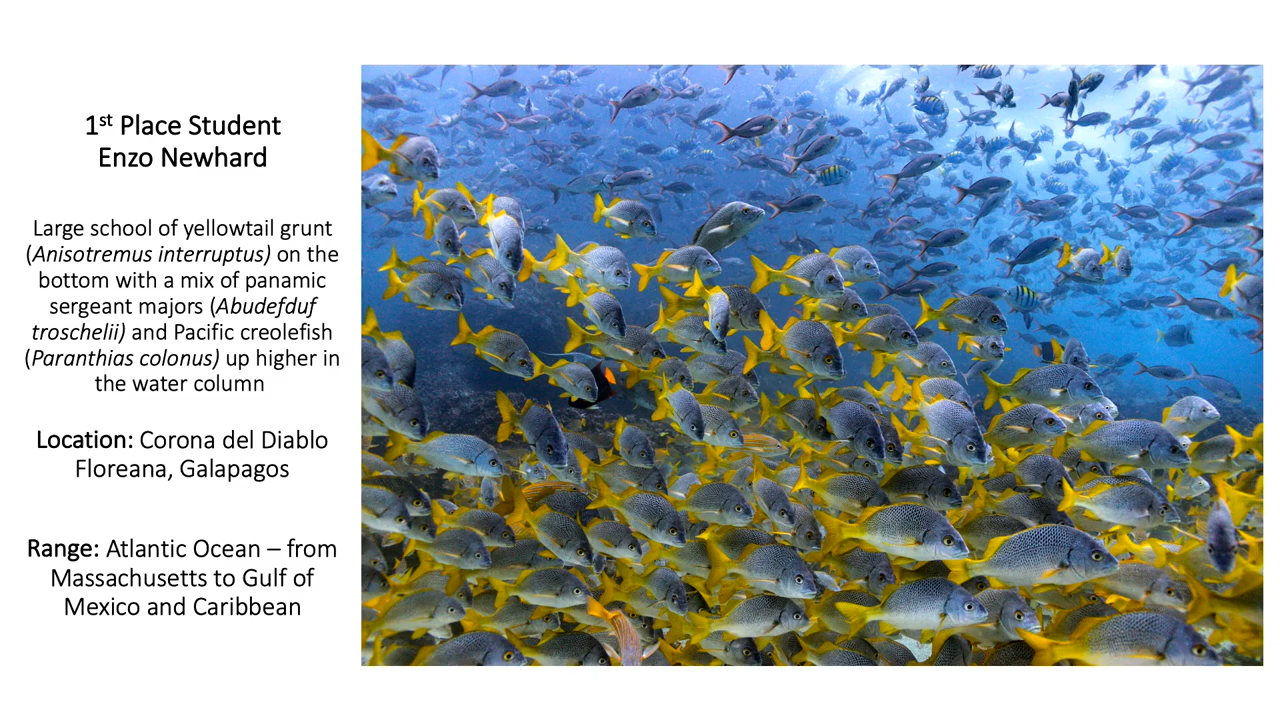 1st Place Student
Enzo Newhard
Large school of yellowtail grunt
(Anisotremus interruptus) on the
bottom with a mix of panamic
sergeant majors (Abudefduf
troschelii) and Pacific creolefish
(Paranthias colonus) up higher in
the water column
Location: Corona del Diablo
Floreana, Galapagos
Range: Atlantic Ocean – from
Massachusetts to Gulf of
Mexico and Caribbean